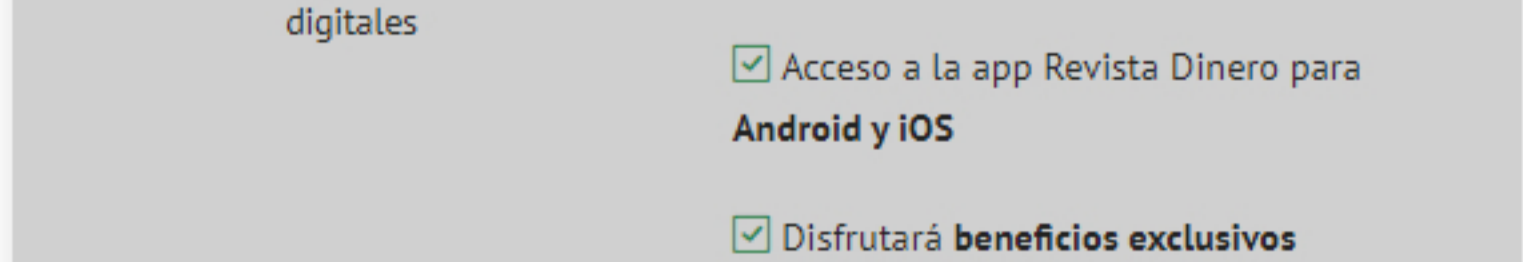 digitales
Acceso a la app Revista Dinero para
Android y iOS
Disfrutará beneficios exclusivos